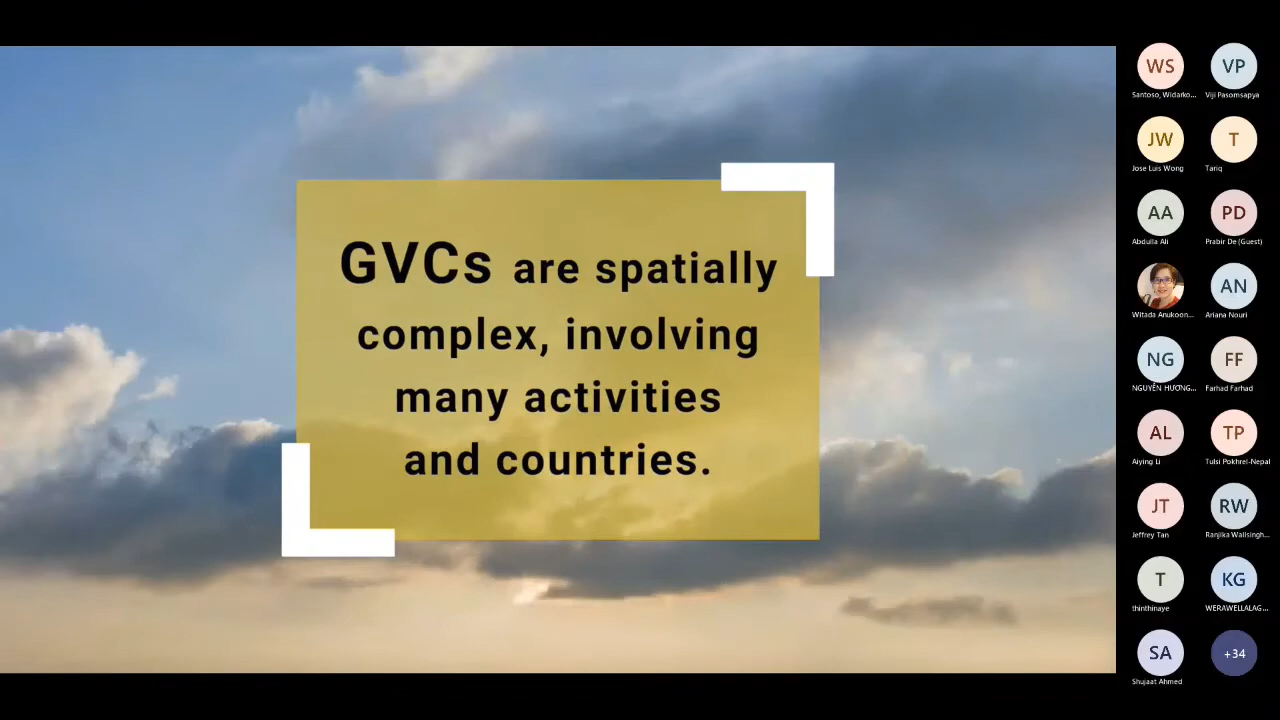 GVCs are spatially
complex, involving
many activities
and countries.
WS
Santoso, Widarko...
VP
Viji Pasomsapya
JW
Jose Luis Wong
T
Tariq
AA
Abdulla Ali
PD
Prabir De (Guest)
Witada Anukoon...
AN
Ariana Nouri
NG
NGUYỄN HƯƠNG...
FF
Farhad Farhad
AL
Aiying Li
TP
Tulsi Pokhrel-Nepal
JT
Jeffrey Tan
RW
Ranjika Walisingh...
T
thinthinaye
KG
WERAWELLALAG...
SA
Shujaat Ahmed
+34